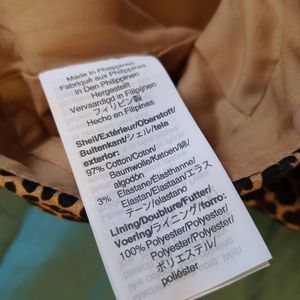 Made in Philippines
Fabriqué aux Philippines
In Den Philippinen
Hergestellt
Vervaardigd in Filipijnen
フィリピン製
Hecho en Filipinas
Shell/Extérieur/Oberstoff/
Buitenkant/シェル/tela
exterior:
97% Cotton/Coton/
Baumwolle/Katoen/綿/
algodón
3% Elastane/Elasthanne/
Elastan/Elastaan/エラス
テーン/elastano
Lining/Doublure/Futter/
Voering/ライニング/forro:
100% Polyester/Polyester/
Polyester/Polyester/
ポリエステル/
poliéster